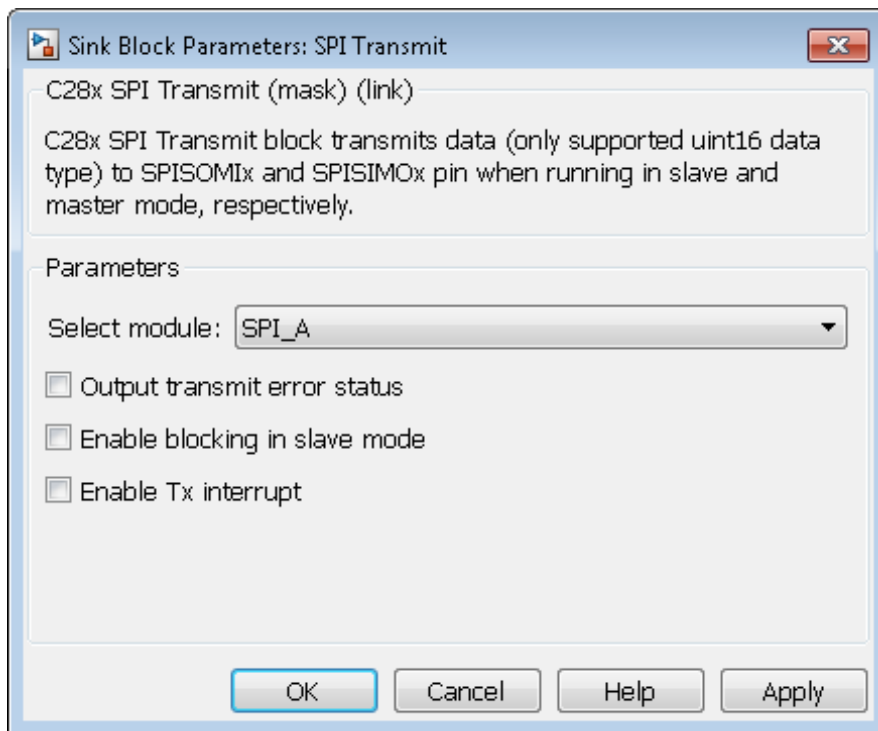 Sink Block Parameters: SPI Transmit
C28x SPI Transmit (mask) (link)
C28x SPI Transmit block transmits data (only supported uint16 data
type) to SPISOMIx and SPISIMOx pin when running in slave and
master mode, respectively.
Parameters
Select module: SPI_A
Output transmit error status
Enable blocking in slave mode
Enable Tx interrupt
OK Cancel Help Apply